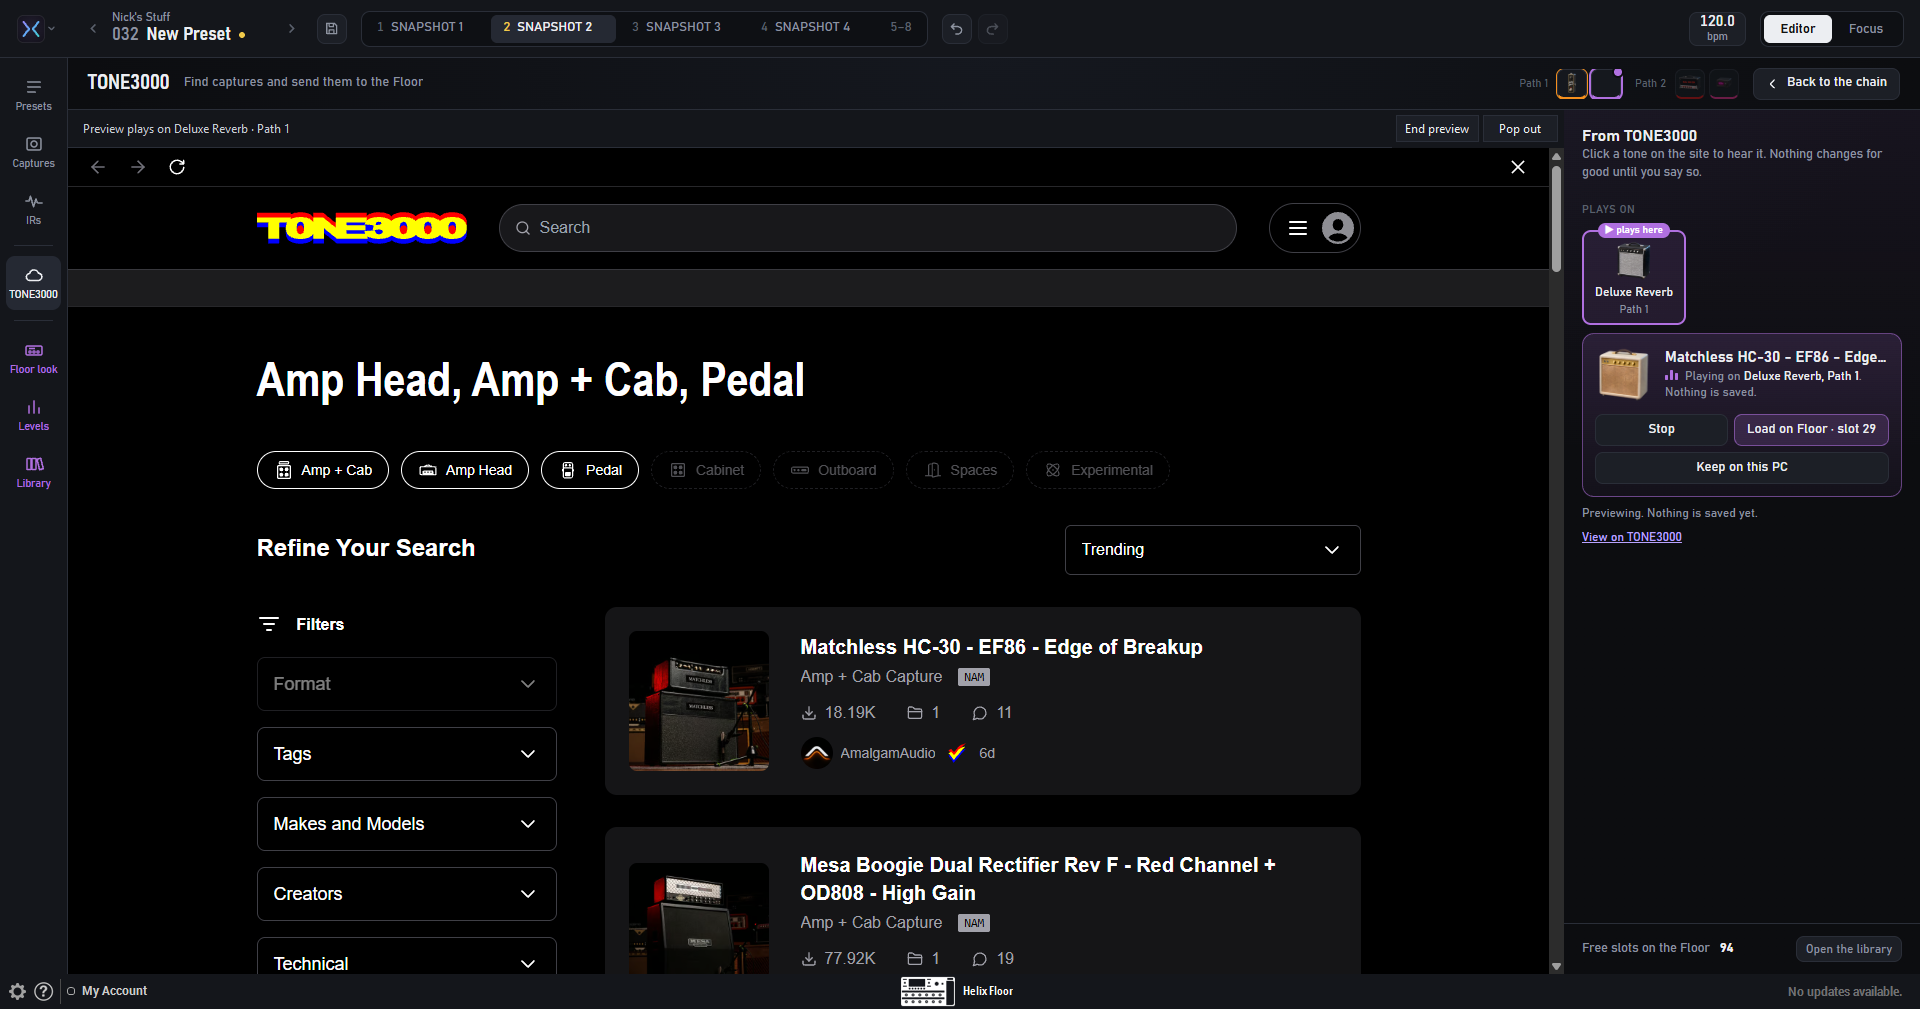 Nick's Stuff
032 New Preset
1 SNAPSHOT 1
2 SNAPSHOT 2
3 SNAPSHOT 3
4 SNAPSHOT 4
5-8
120.0
bpm
Editor
Focus
Presets
Captures
IRs
TONE3000
Floor look
Levels
Library
TONE3000
Find captures and send them to the Floor
Path 1
Path 2
Back to the chain
Preview plays on Deluxe Reverb · Path 1
End preview
Pop out
TONE3000
Search
Amp Head, Amp + Cab, Pedal
Amp + Cab
Amp Head
Pedal
Cabinet
Outboard
Spaces
Experimental
Refine Your Search
Trending
Filters
Format
Tags
Makes and Models
Creators
Technical
Matchless HC-30 - EF86 - Edge of Breakup
Amp + Cab Capture NAM
18.19K 1 11
AmalgamAudio 6d
Mesa Boogie Dual Rectifier Rev F - Red Channel +
OD808 - High Gain
Amp + Cab Capture NAM
77.92K 1 19
From TONE3000
Click a tone on the site to hear it. Nothing changes for
good until you say so.
PLAYS ON
plays here
Deluxe Reverb
Path 1
Matchless HC-30 - EF86 - Edge...
Playing on Deluxe Reverb, Path 1.
Nothing is saved.
Stop
Load on Floor · slot 29
Keep on this PC
Previewing. Nothing is saved yet.
View on TONE3000
Free slots on the Floor 94
Open the library
My Account
Helix Floor
No updates available.